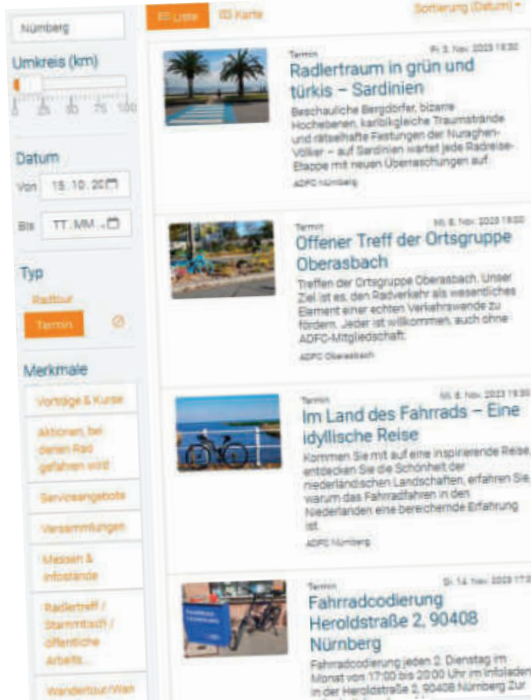 Nürnberg
Umkreis (km)
0 25 50 75 100
Datum
Von 15.10.20
Bis TT.MM.
Typ
Radtour
Termin
Merkmale
Vorträge & Kurse
Aktionen, bei
denen Rad
gefahren wird
Serviceangebote
Versammlungen
Messen &
Infostände
Radlertreff /
Stammtisch /
öffentliche
Arbeits...
Wandertour/Wan
Liste Karte Sortierung (Datum)
Termin Fr. 3. Nov. 2023 19:30
Radlertraum in grün und
türkis – Sardinien
Beschauliche Bergdörfer, bizarre
Hochebenen, karibikgleiche Traumstrände
und rätselhafte Festungen der Nuraghen-
Völker – auf Sardinien wartet jede Radreise-
Etappe mit neuen Überraschungen auf.
ADFC Nürnberg
Termin Mi. 8. Nov. 2023
Offener Treff der Ortsgruppe
Oberasbach
Treffen der Ortsgruppe Oberasbach. Unser
Ziel ist es, den Radverkehr als wesentliches
Element einer echten Verkehrswende zu
fördern. Jeder ist willkommen, auch ohne
ADFC-Mitgliedschaft.
ADFC Oberasbach
Termin Mi. 8. Nov. 2023 19:30
Im Land des Fahrrads – Eine
idyllische Reise
Kommen Sie mit auf eine inspirierende Reise,
entdecken Sie die Schönheit der
niederländischen Landschaften, erfahren Sie,
warum das Fahrradfahren in den
Niederlanden eine bereichernde Erfahrung
ist.
ADFC Nürnberg
Termin Di. 14. Nov. 2023 17:0
Fahrradcodierung
Heroldstraße 2, 90408
Nürnberg
Fahrradcodierung jeden 2. Dienstag im
Monat von 17:00 bis 20:00 Uhr im Infoladen
in der Heroldstraße 2, 90408 Nürnberg. Zur